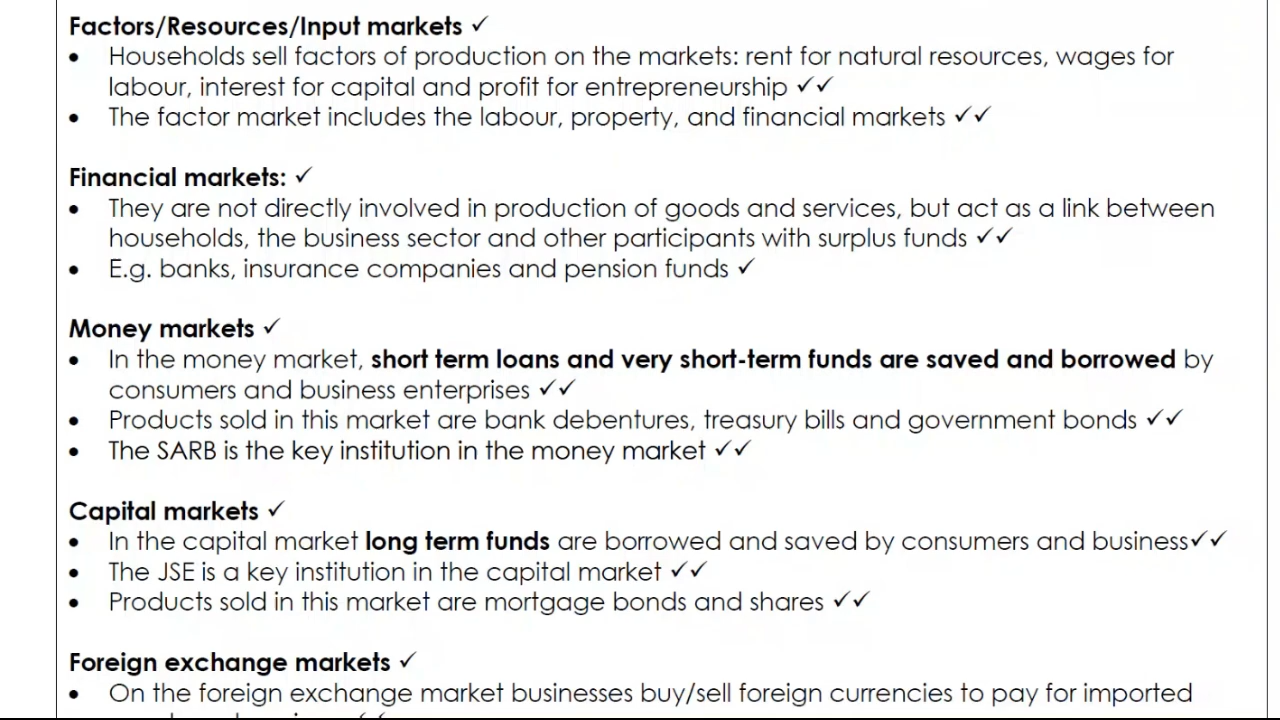 Factors/Resources/Input markets ✓
• Households sell factors of production on the markets: rent for natural resources, wages for
labour, interest for capital and profit for entrepreneurship ✓✓
• The factor market includes the labour, property, and financial markets ✓✓
Financial markets: ✓
• They are not directly involved in production of goods and services, but act as a link between
households, the business sector and other participants with surplus funds ✓✓
• E.g. banks, insurance companies and pension funds ✓
Money markets ✓
• In the money market, short term loans and very short-term funds are saved and borrowed by
consumers and business enterprises ✓✓
• Products sold in this market are bank debentures, treasury bills and government bonds ✓✓
• The SARB is the key institution in the money market ✓✓
Capital markets ✓
• In the capital market long term funds are borrowed and saved by consumers and business✓✓
• The JSE is a key institution in the capital market ✓✓
• Products sold in this market are mortgage bonds and shares ✓✓
Foreign exchange markets ✓
• On the foreign exchange market businesses buy/sell foreign currencies to pay for imported